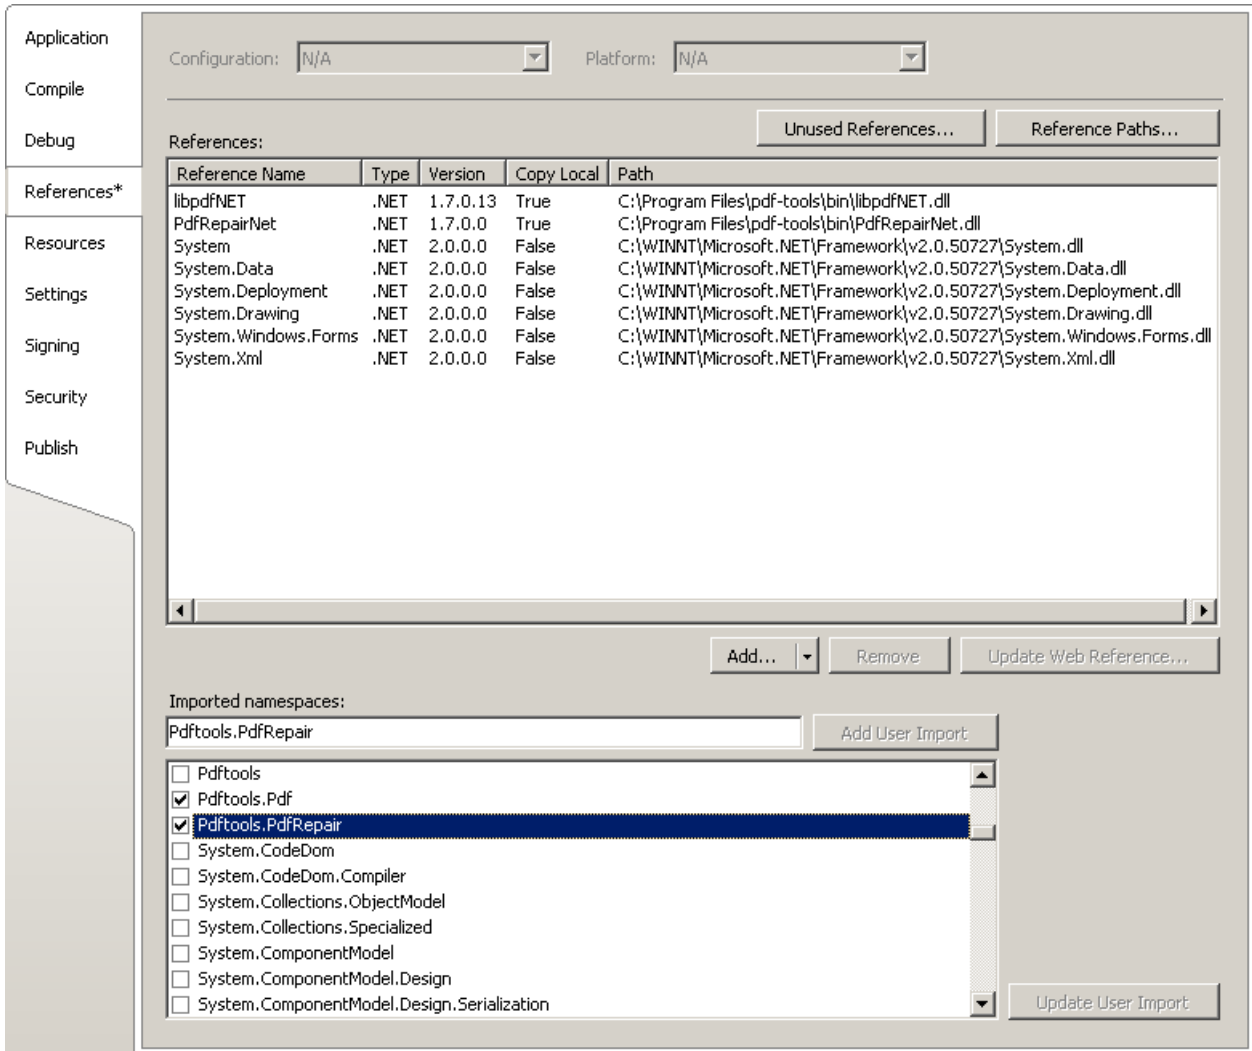 Application
Compile
Debug
References*
Resources
Settings
Signing
Security
Publish
Configuration: N/A Platform: N/A
Unused References... Reference Paths...
References:
Reference Name Type Version Copy Local Path
libpdfNET .NET 1.7.0.13 True C:\Program Files\pdf-tools\bin\libpdfNET.dll
PdfRepairNet .NET 1.7.0.0 True C:\Program Files\pdf-tools\bin\PdfRepairNet.dll
System .NET 2.0.0.0 False C:\WINNT\Microsoft.NET\Framework\v2.0.50727\System.dll
System.Data .NET 2.0.0.0 False C:\WINNT\Microsoft.NET\Framework\v2.0.50727\System.Data.dll
System.Deployment .NET 2.0.0.0 False C:\WINNT\Microsoft.NET\Framework\v2.0.50727\System.Deployment.dll
System.Drawing .NET 2.0.0.0 False C:\WINNT\Microsoft.NET\Framework\v2.0.50727\System.Drawing.dll
System.Windows.Forms .NET 2.0.0.0 False C:\WINNT\Microsoft.NET\Framework\v2.0.50727\System.Windows.Forms.dll
System.Xml .NET 2.0.0.0 False C:\WINNT\Microsoft.NET\Framework\v2.0.50727\System.Xml.dll
Add... Remove Update Web Reference...
Imported namespaces:
Pdftools.PdfRepair Add User Import
Pdftools
Pdftools.Pdf
Pdftools.PdfRepair
System.CodeDom
System.CodeDom.Compiler
System.Collections.ObjectModel
System.Collections.Specialized
System.ComponentModel
System.ComponentModel.Design
System.ComponentModel.Design.Serialization
Update User Import